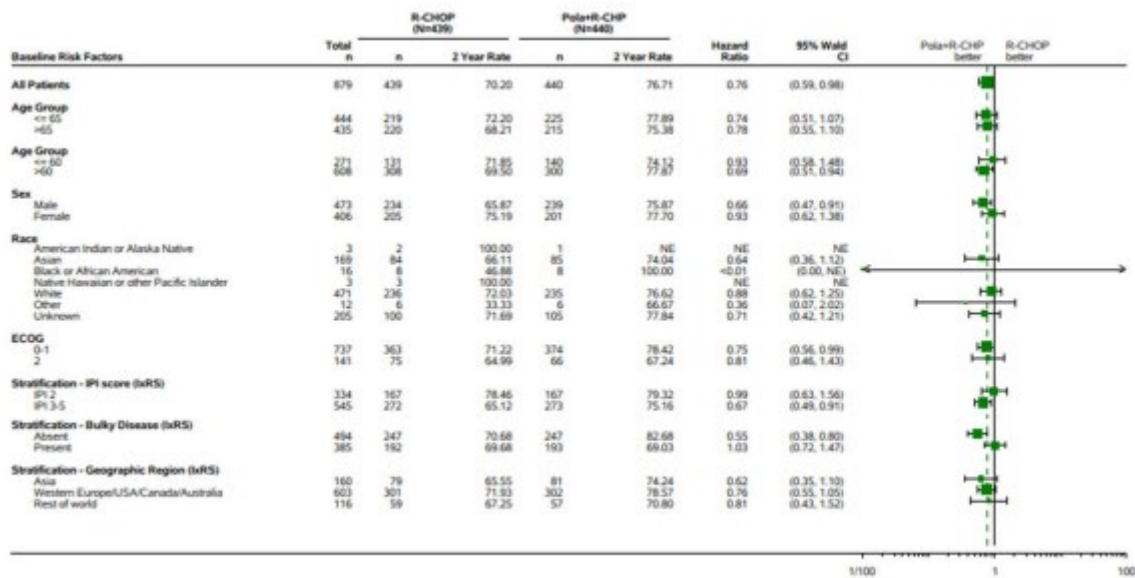 R-CHOP (N=439) Pola+R-CHP (N=440)
Baseline Risk Factors Total n n 2 Year Rate n 2 Year Rate Hazard Ratio 95% Wald CI Pola+R-CHP better R-CHOP better
All Patients 879 439 70.20 440 76.71 0.76 (0.59, 0.98)
Age Group
<= 65 444 219 72.20 225 77.89 0.74 (0.51, 1.07)
>65 435 220 68.21 215 75.38 0.78 (0.55, 1.10)
Age Group
<= 60 271 131 71.85 140 74.12 0.93 (0.58, 1.48)
>60 608 308 69.50 300 77.87 0.69 (0.51, 0.94)
Sex
Male 473 234 65.87 239 75.87 0.66 (0.47, 0.91)
Female 406 205 75.19 201 77.70 0.93 (0.62, 1.38)
Race
American Indian or Alaska Native 3 2 100.00 1 NE NE NE
Asian 169 84 66.11 85 74.04 0.64 (0.36, 1.12)
Black or African American 16 8 46.88 8 100.00 <0.01 (0.00, NE)
Native Hawaiian or other Pacific Islander 3 3 100.00 NE NE
White 471 236 72.03 235 76.62 0.88 (0.62, 1.25)
Other 12 6 33.33 6 66.67 0.36 (0.07, 2.02)
Unknown 205 100 71.69 105 77.84 0.71 (0.42, 1.21)
ECOG
0-1 737 363 71.22 374 78.42 0.75 (0.56, 0.99)
2 141 75 64.99 66 67.24 0.81 (0.46, 1.43)
Stratification - IPI score (IxRS)
IPI 2 334 167 78.46 167 79.32 0.99 (0.63, 1.56)
IPI 3-5 545 272 65.12 273 75.16 0.67 (0.49, 0.91)
Stratification - Bulky Disease (IxRS)
Absent 494 247 70.68 247 82.68 0.55 (0.38, 0.80)
Present 385 192 69.68 193 69.03 1.03 (0.72, 1.47)
Stratification - Geographic Region (IxRS)
Asia 160 79 65.55 81 74.24 0.62 (0.35, 1.10)
Western Europe/USA/Canada/Australia 603 301 71.93 302 78.57 0.76 (0.55, 1.05)
Rest of world 116 59 67.25 57 70.80 0.81 (0.43, 1.52)
1/100 1 100